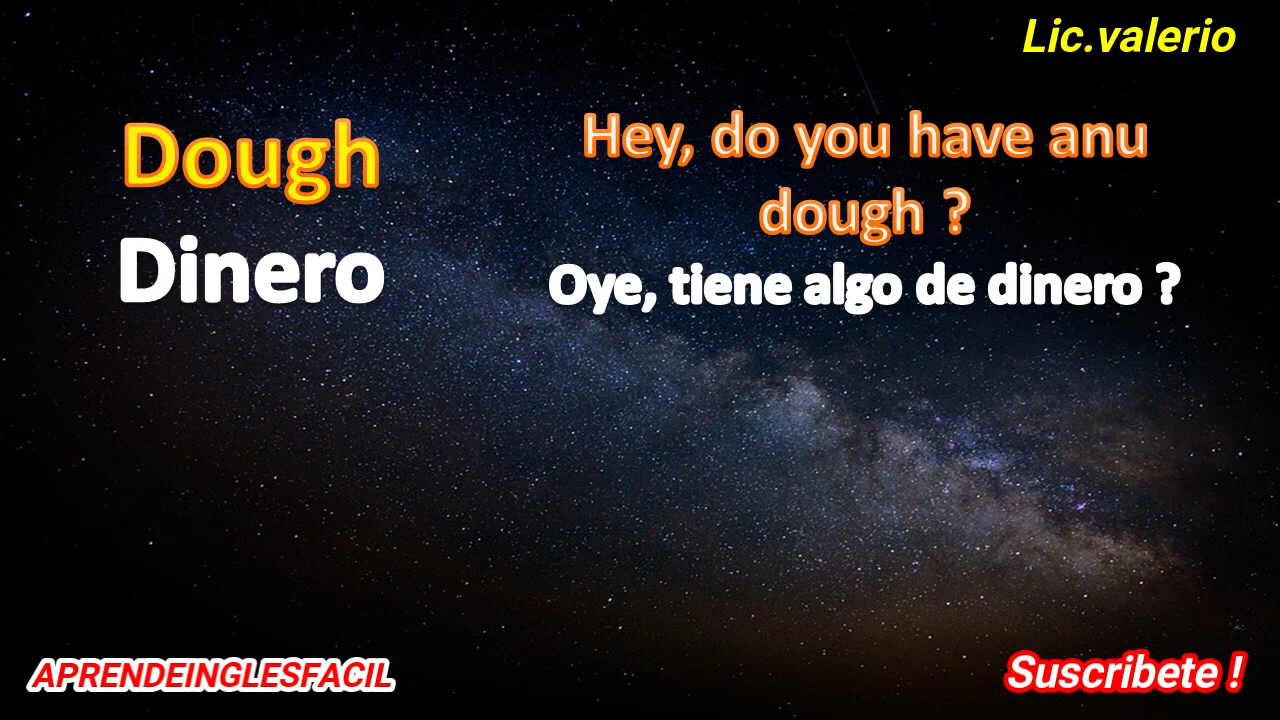 Lic.valerio
Dough
Dinero
Hey, do you have anu
dough ?
Oye, tiene algo de dinero ?
APRENDEINGLESFACIL
Suscribete !